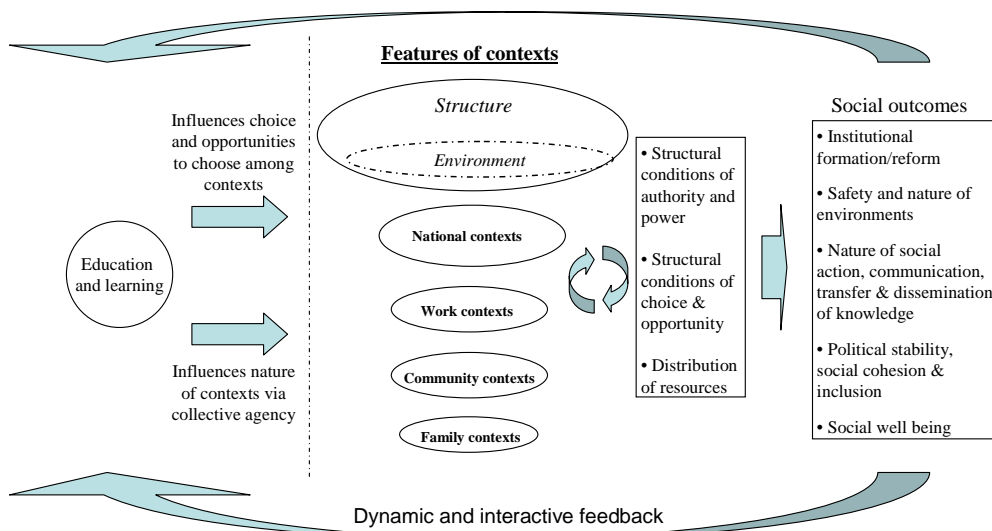 Features of contexts
Structure
Environment
Influences choice
and opportunities
to choose among
contexts
Education
and learning
Influences nature
of contexts via
collective agency
National contexts
Work contexts
Community contexts
Family contexts
• Structural
conditions of
authority and
power
• Structural
conditions of
choice &
opportunity
• Distribution
of resources
Social outcomes
• Institutional
formation/reform
• Safety and nature of
environments
• Nature of social
action, communication,
transfer & dissemination
of knowledge
• Political stability,
social cohesion &
inclusion
• Social well being
Dynamic and interactive feedback